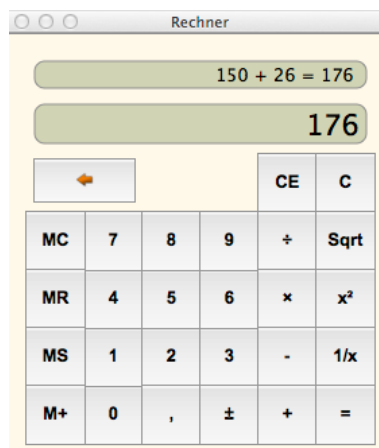 Rechner
150 + 26 = 176
176
CE C
MC 7 8 9 ÷ Sqrt
MR 4 5 6 × x²
MS 1 2 3 - 1/x
M+ 0 , ± + =